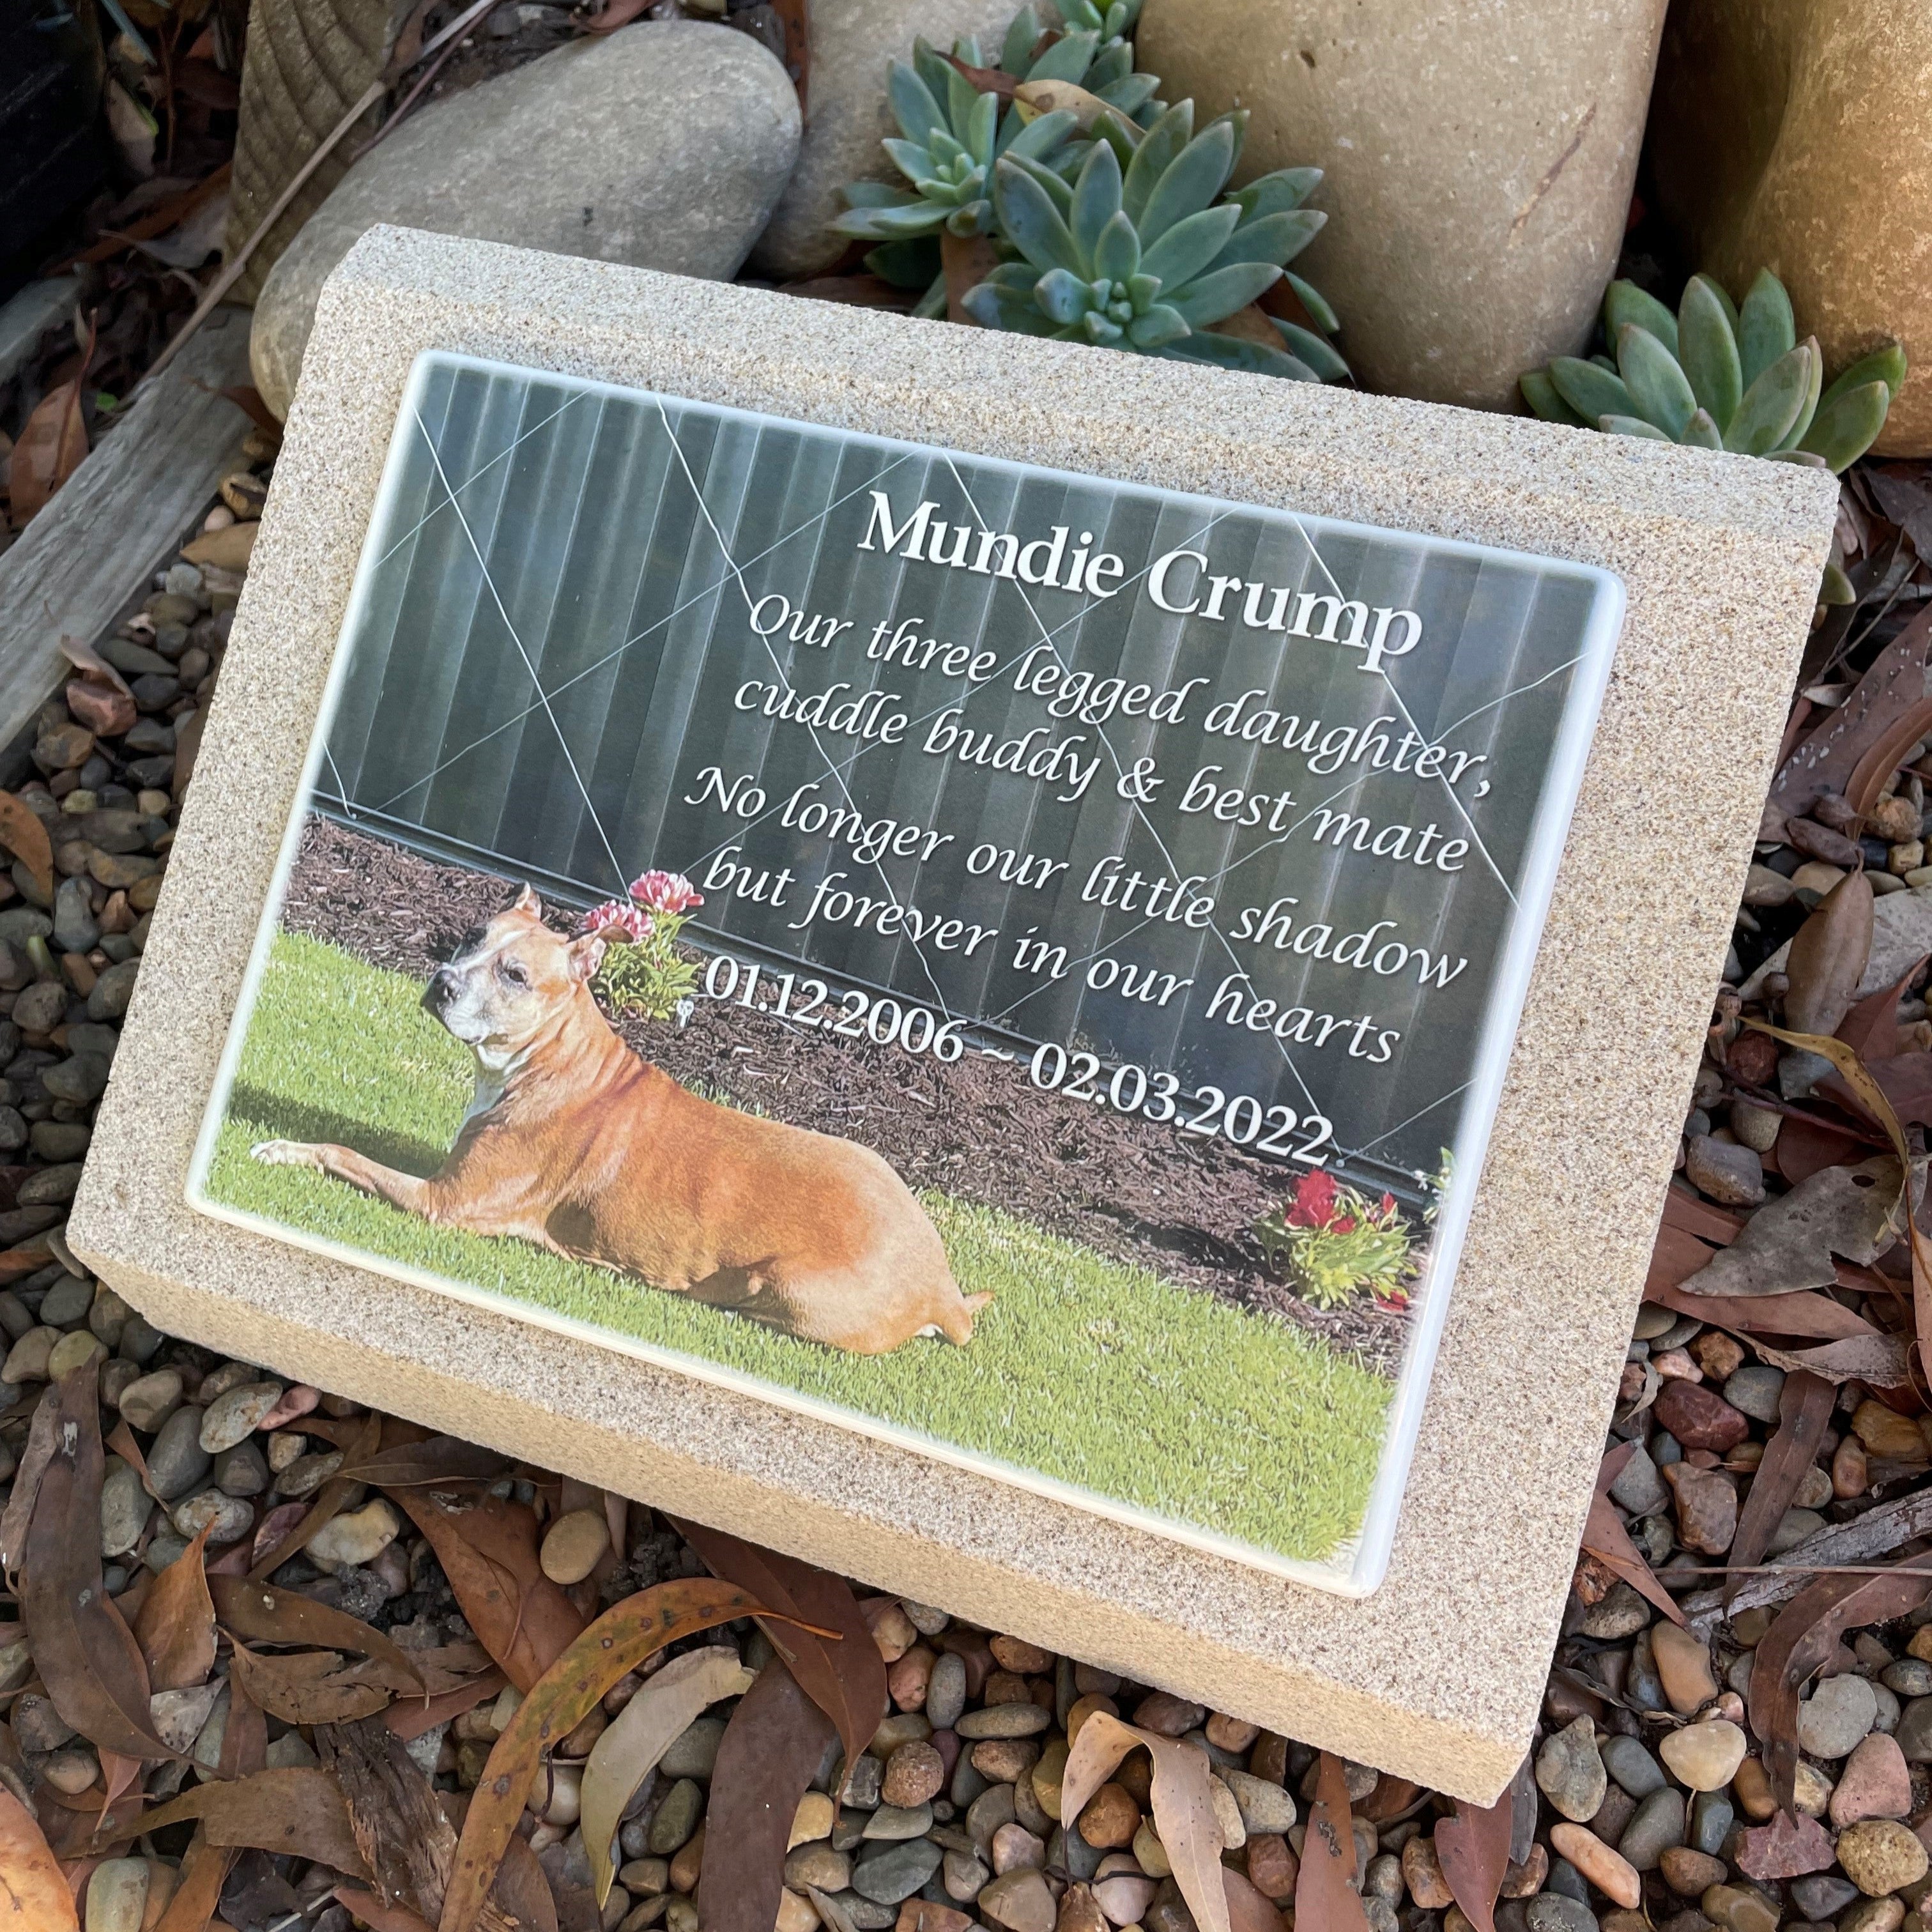 Mundie Crump
Our three legged daughter,
cuddle buddy & best mate
No longer our little shadow
but forever in our hearts
01.12.2006 ~ 02.03.2022